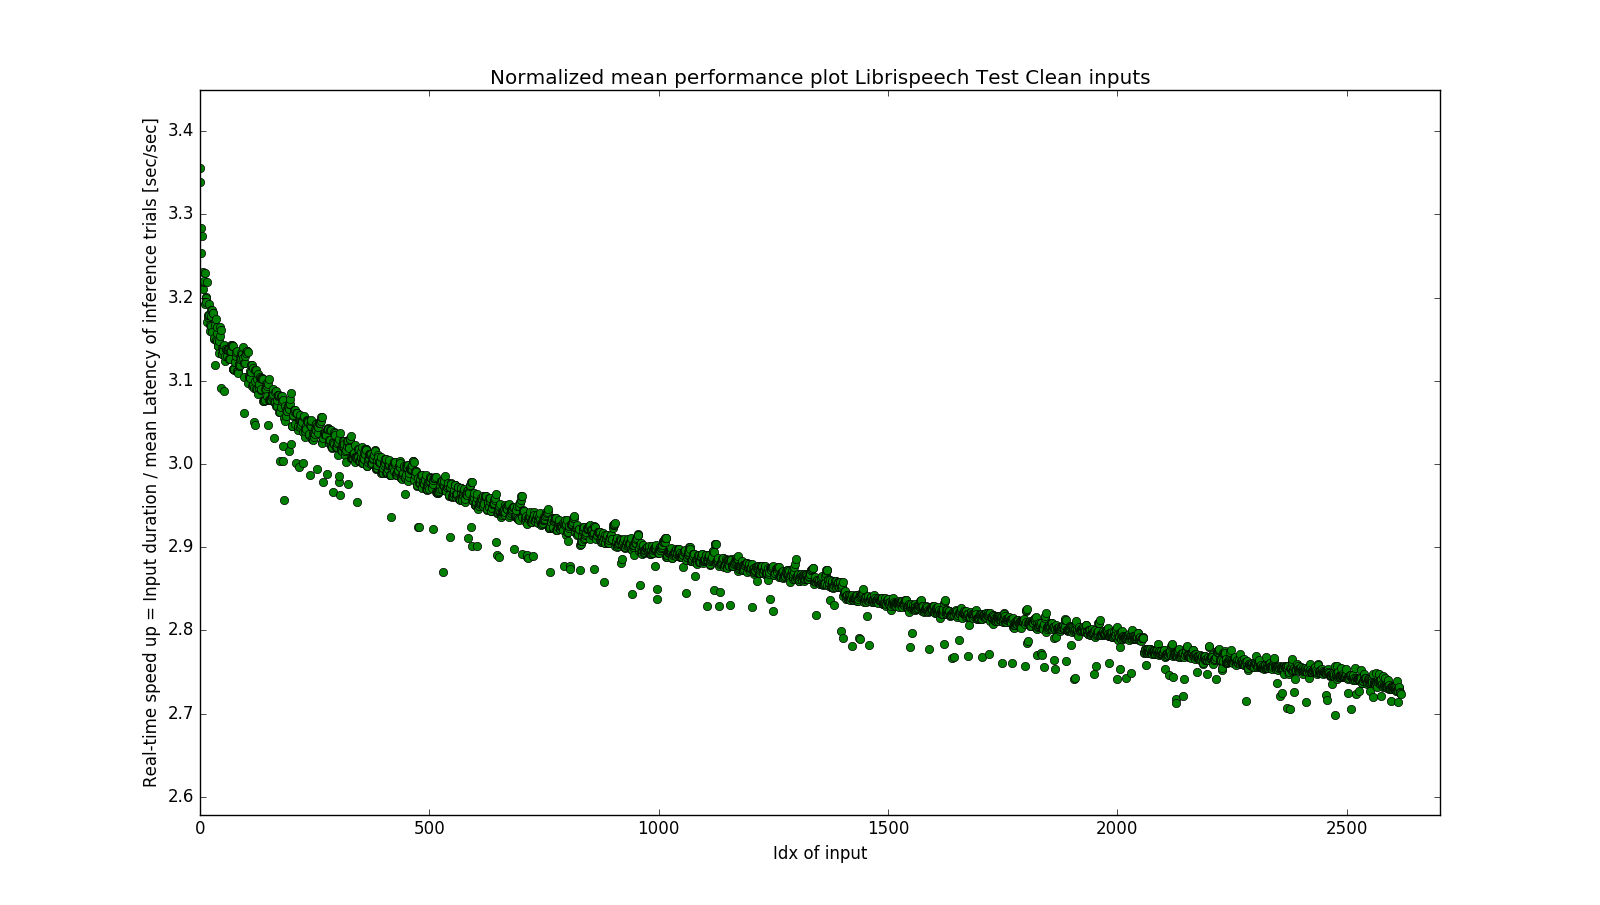 Normalized mean performance plot Librispeech Test Clean inputs
Real-time speed up = Input duration / mean Latency of inference trials [sec/sec]
3.4
3.3
3.2
3.1
3.0
2.9
2.8
2.7
2.6
0 500 1000 1500 2000 2500
Idx of input